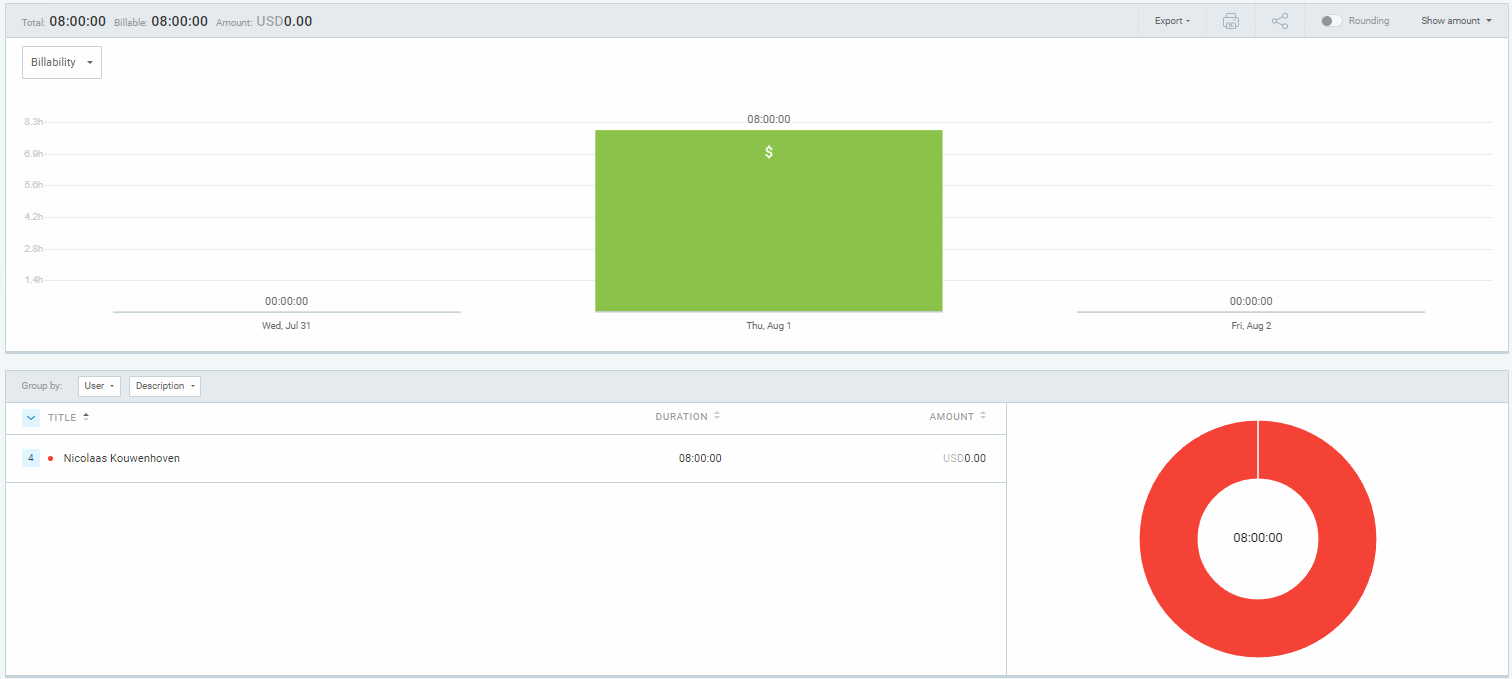 Total: 08:00:00 Billable: 08:00:00 Amount: USD0.00 Export Rounding Show amount
Billability
08:00:00
8.3h
$
6.9h
5.6h
4.2h
2.8h
1.4h
00:00:00 00:00:00
Wed, Jul 31 Thu, Aug 1 Fri, Aug 2
Group by: User Description
TITLE DURATION AMOUNT
4 Nicolaas Kouwenhoven 08:00:00 USD0.00
08:00:00